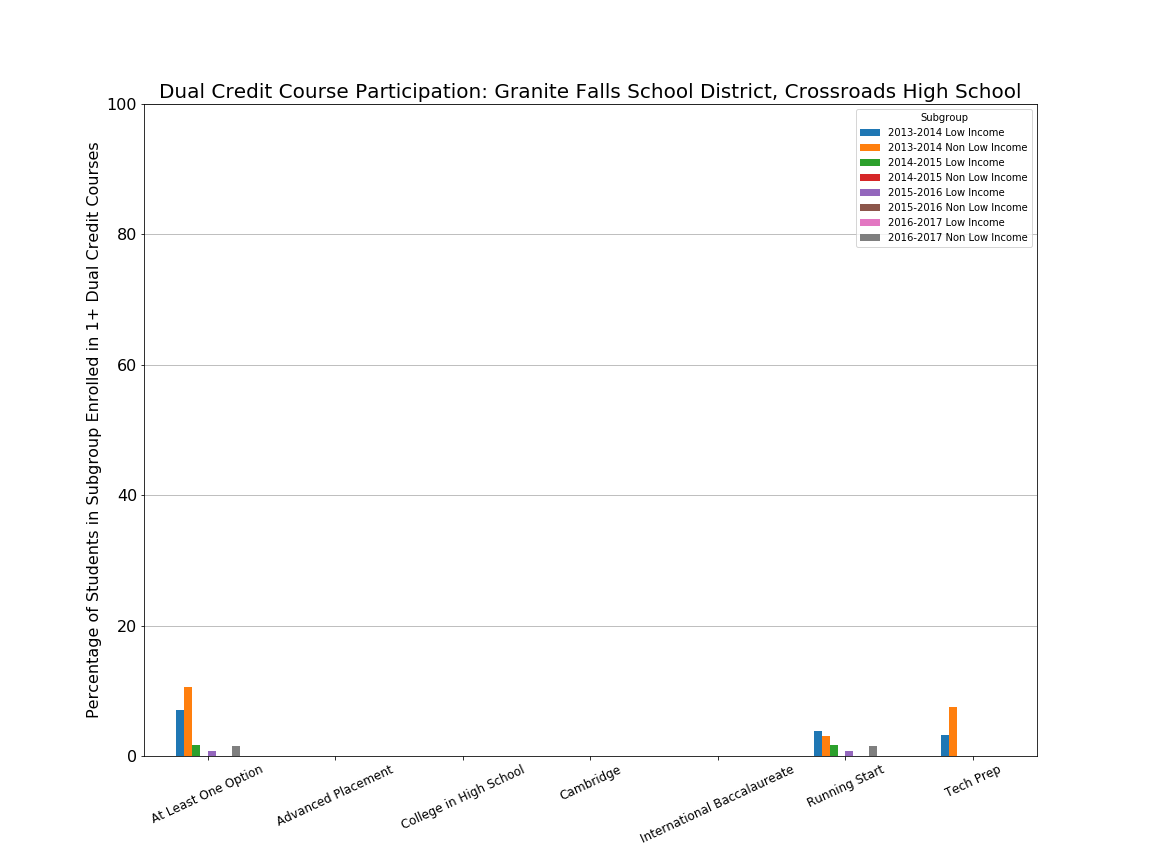 Dual Credit Course Participation: Granite Falls School District, Crossroads High School
Percentage of Students in Subgroup Enrolled in 1+ Dual Credit Courses
100
80
60
40
20
0
Subgroup
2013-2014 Low Income
2013-2014 Non Low Income
2014-2015 Low Income
2014-2015 Non Low Income
2015-2016 Low Income
2015-2016 Non Low Income
2016-2017 Low Income
2016-2017 Non Low Income
At Least One Option
Advanced Placement
College in High School
Cambridge
International Baccalaureate
Running Start
Tech Prep